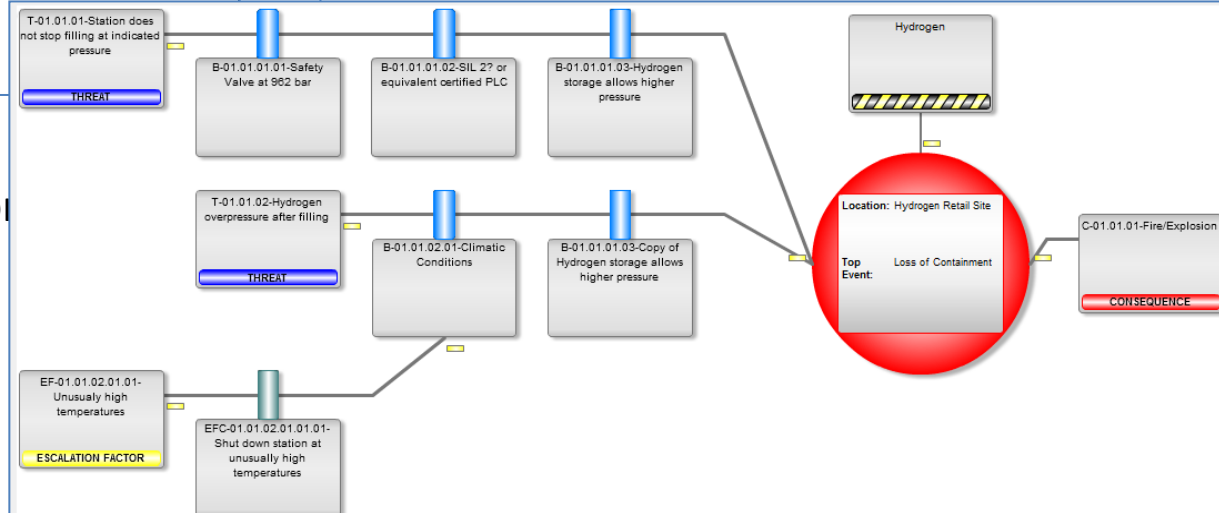 T-01.01.01-Station does
not stop filling at indicated
pressure
THREAT
B-01.01.01.01-Safety
Valve at 962 bar
B-01.01.01.02-SIL 2? or
equivalent certified PLC
B-01.01.01.03-Hydrogen
storage allows higher
pressure
Hydrogen
T-01.01.02-Hydrogen
overpressure after filling
THREAT
B-01.01.02.01-Climatic
Conditions
B-01.01.01.03-Copy of
Hydrogen storage allows
higher pressure
Location: Hydrogen Retail Site
Top Loss of Containment
Event:
C-01.01.01-Fire/Explosion
CONSEQUENCE
EF-01.01.02.01.01-
Unusualy high
temperatures
ESCALATION FACTOR
EFC-01.01.02.01.01.01-
Shut down station at
unusually high
temperatures